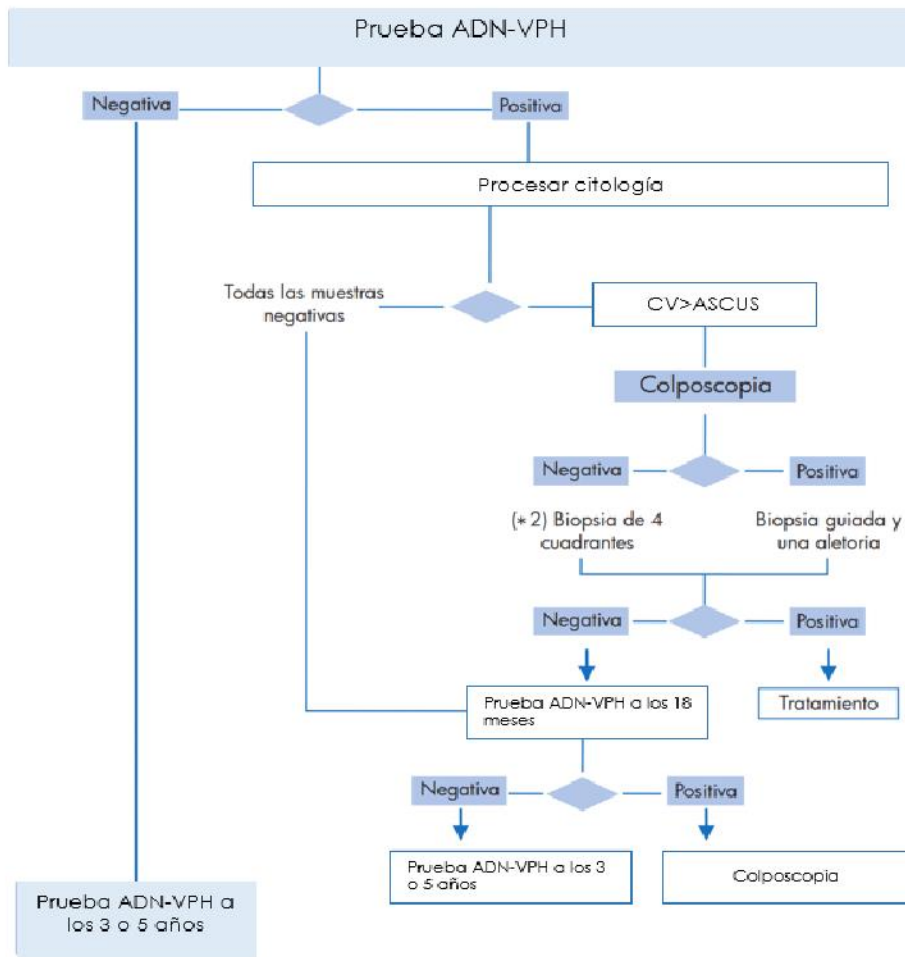 Prueba ADN-VPH
Negativa
Positiva
Procesar citología
Todas las muestras
negativas
CV>ASCUS
Colposcopia
Negativa
Positiva
(*2) Biopsia de 4
cuadrantes
Biopsia guiada y
una aletoria
Negativa
Positiva
Prueba ADN-VPH a los 18
meses
Tratamiento
Negativa
Positiva
Prueba ADN-VPH a los 3
o 5 años
Colposcopia
Prueba ADN-VPH a
los 3 o 5 años